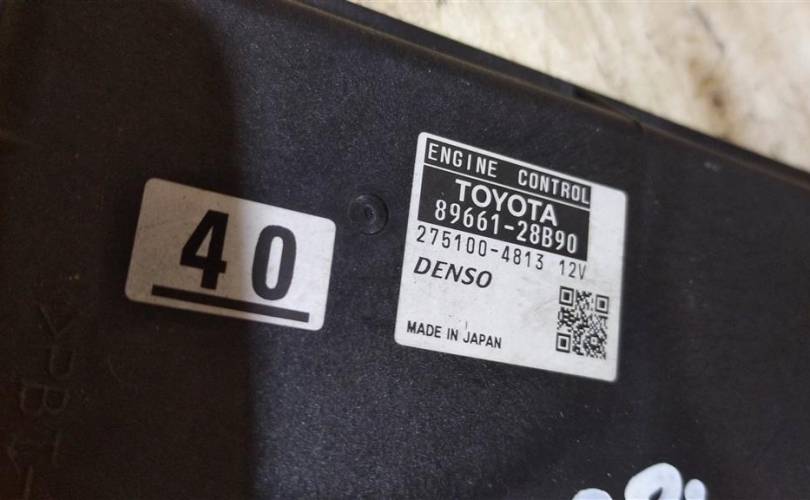 40
ENGINE CONTROL
TOYOTA
89661-28B90
275100-4813 12V
DENSO
MADE IN JAPAN